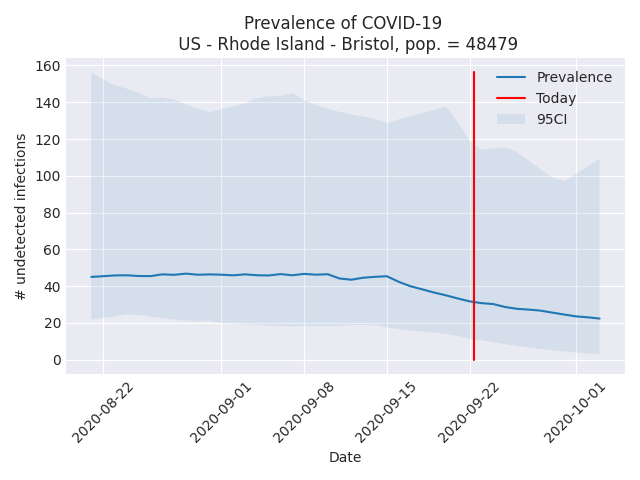 Prevalence of COVID-19
US - Rhode Island - Bristol, pop. = 48479
160
140
120
100
80
60
40
20
0
# undetected infections
Prevalence
Today
95CI
2020-08-22
2020-09-01
2020-09-08
2020-09-15
2020-09-22
2020-10-01
Date